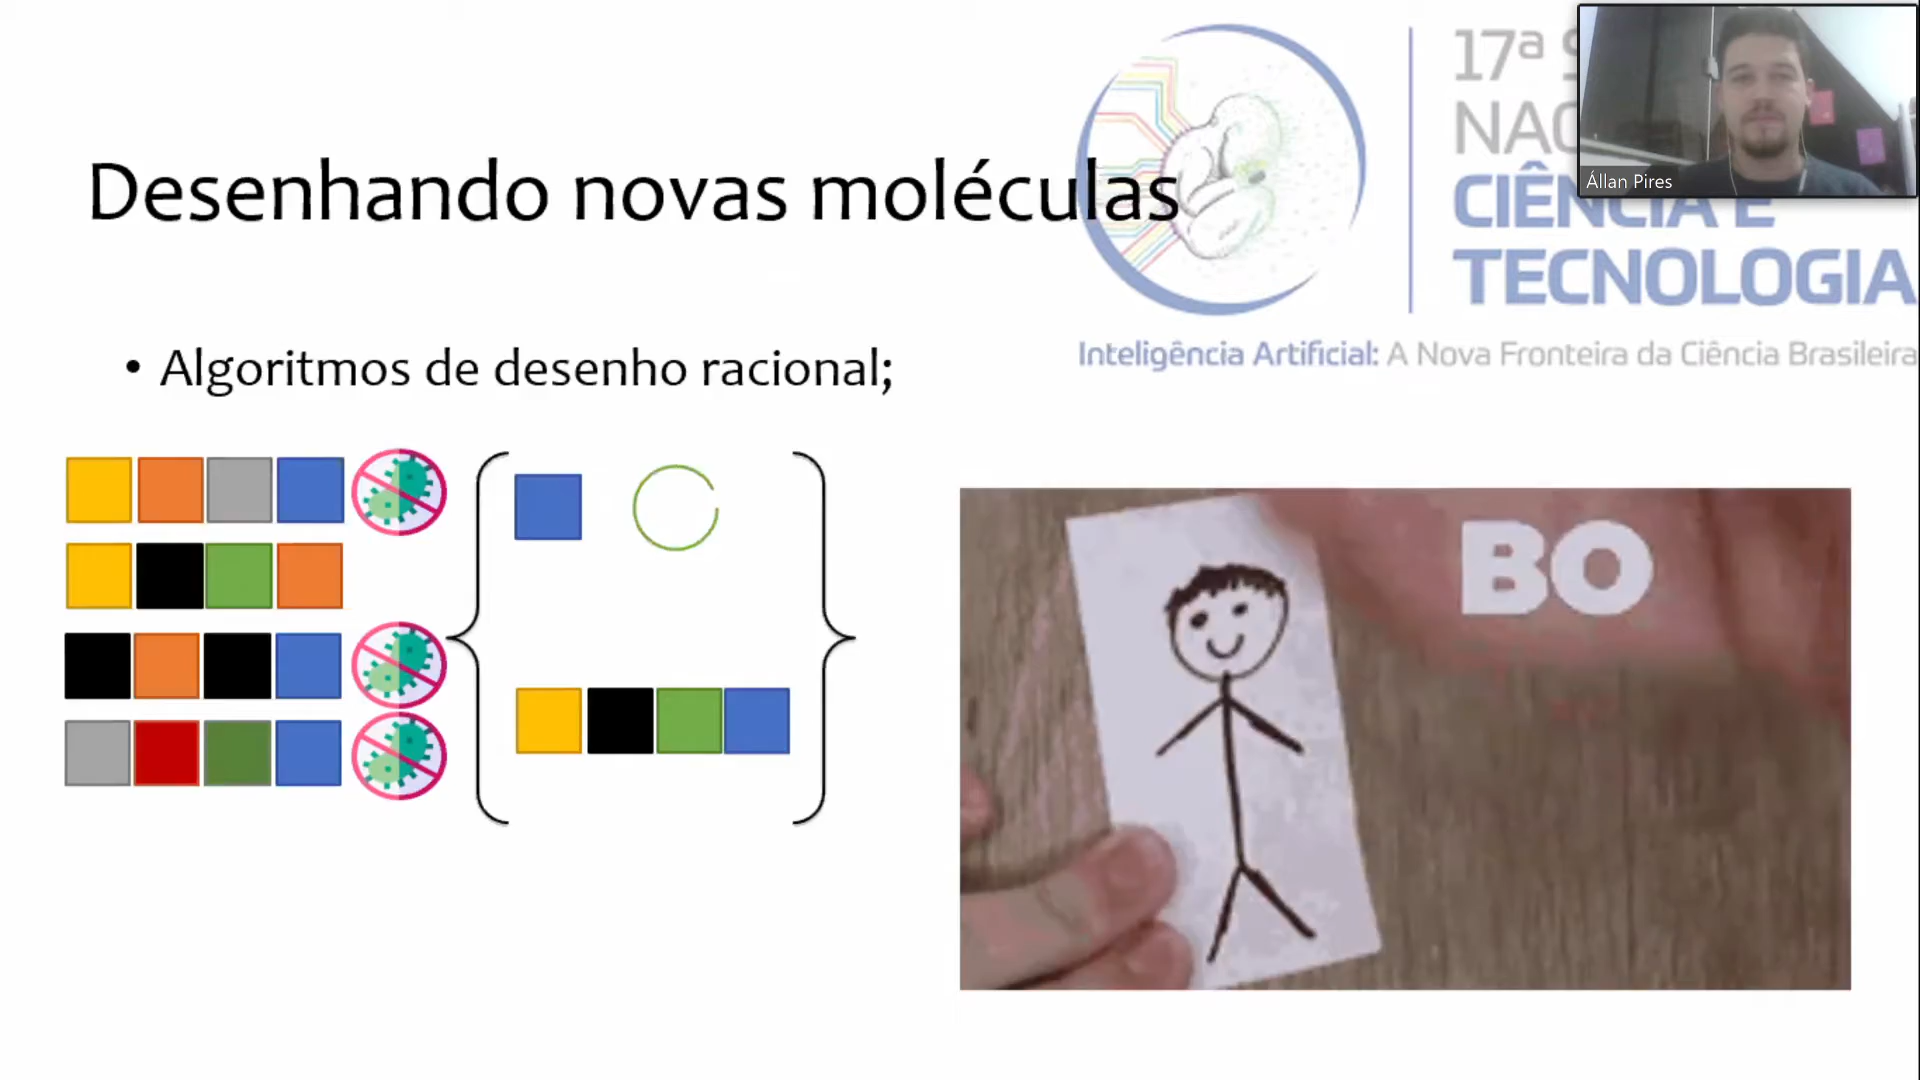 17ª
CIÊNCIA E
TECNOLOGIA
Inteligência Artificial: A Nova Fronteira da Ciência Brasileira
Állan Pires
Desenhando novas moléculas
• Algoritmos de desenho racional;
BO